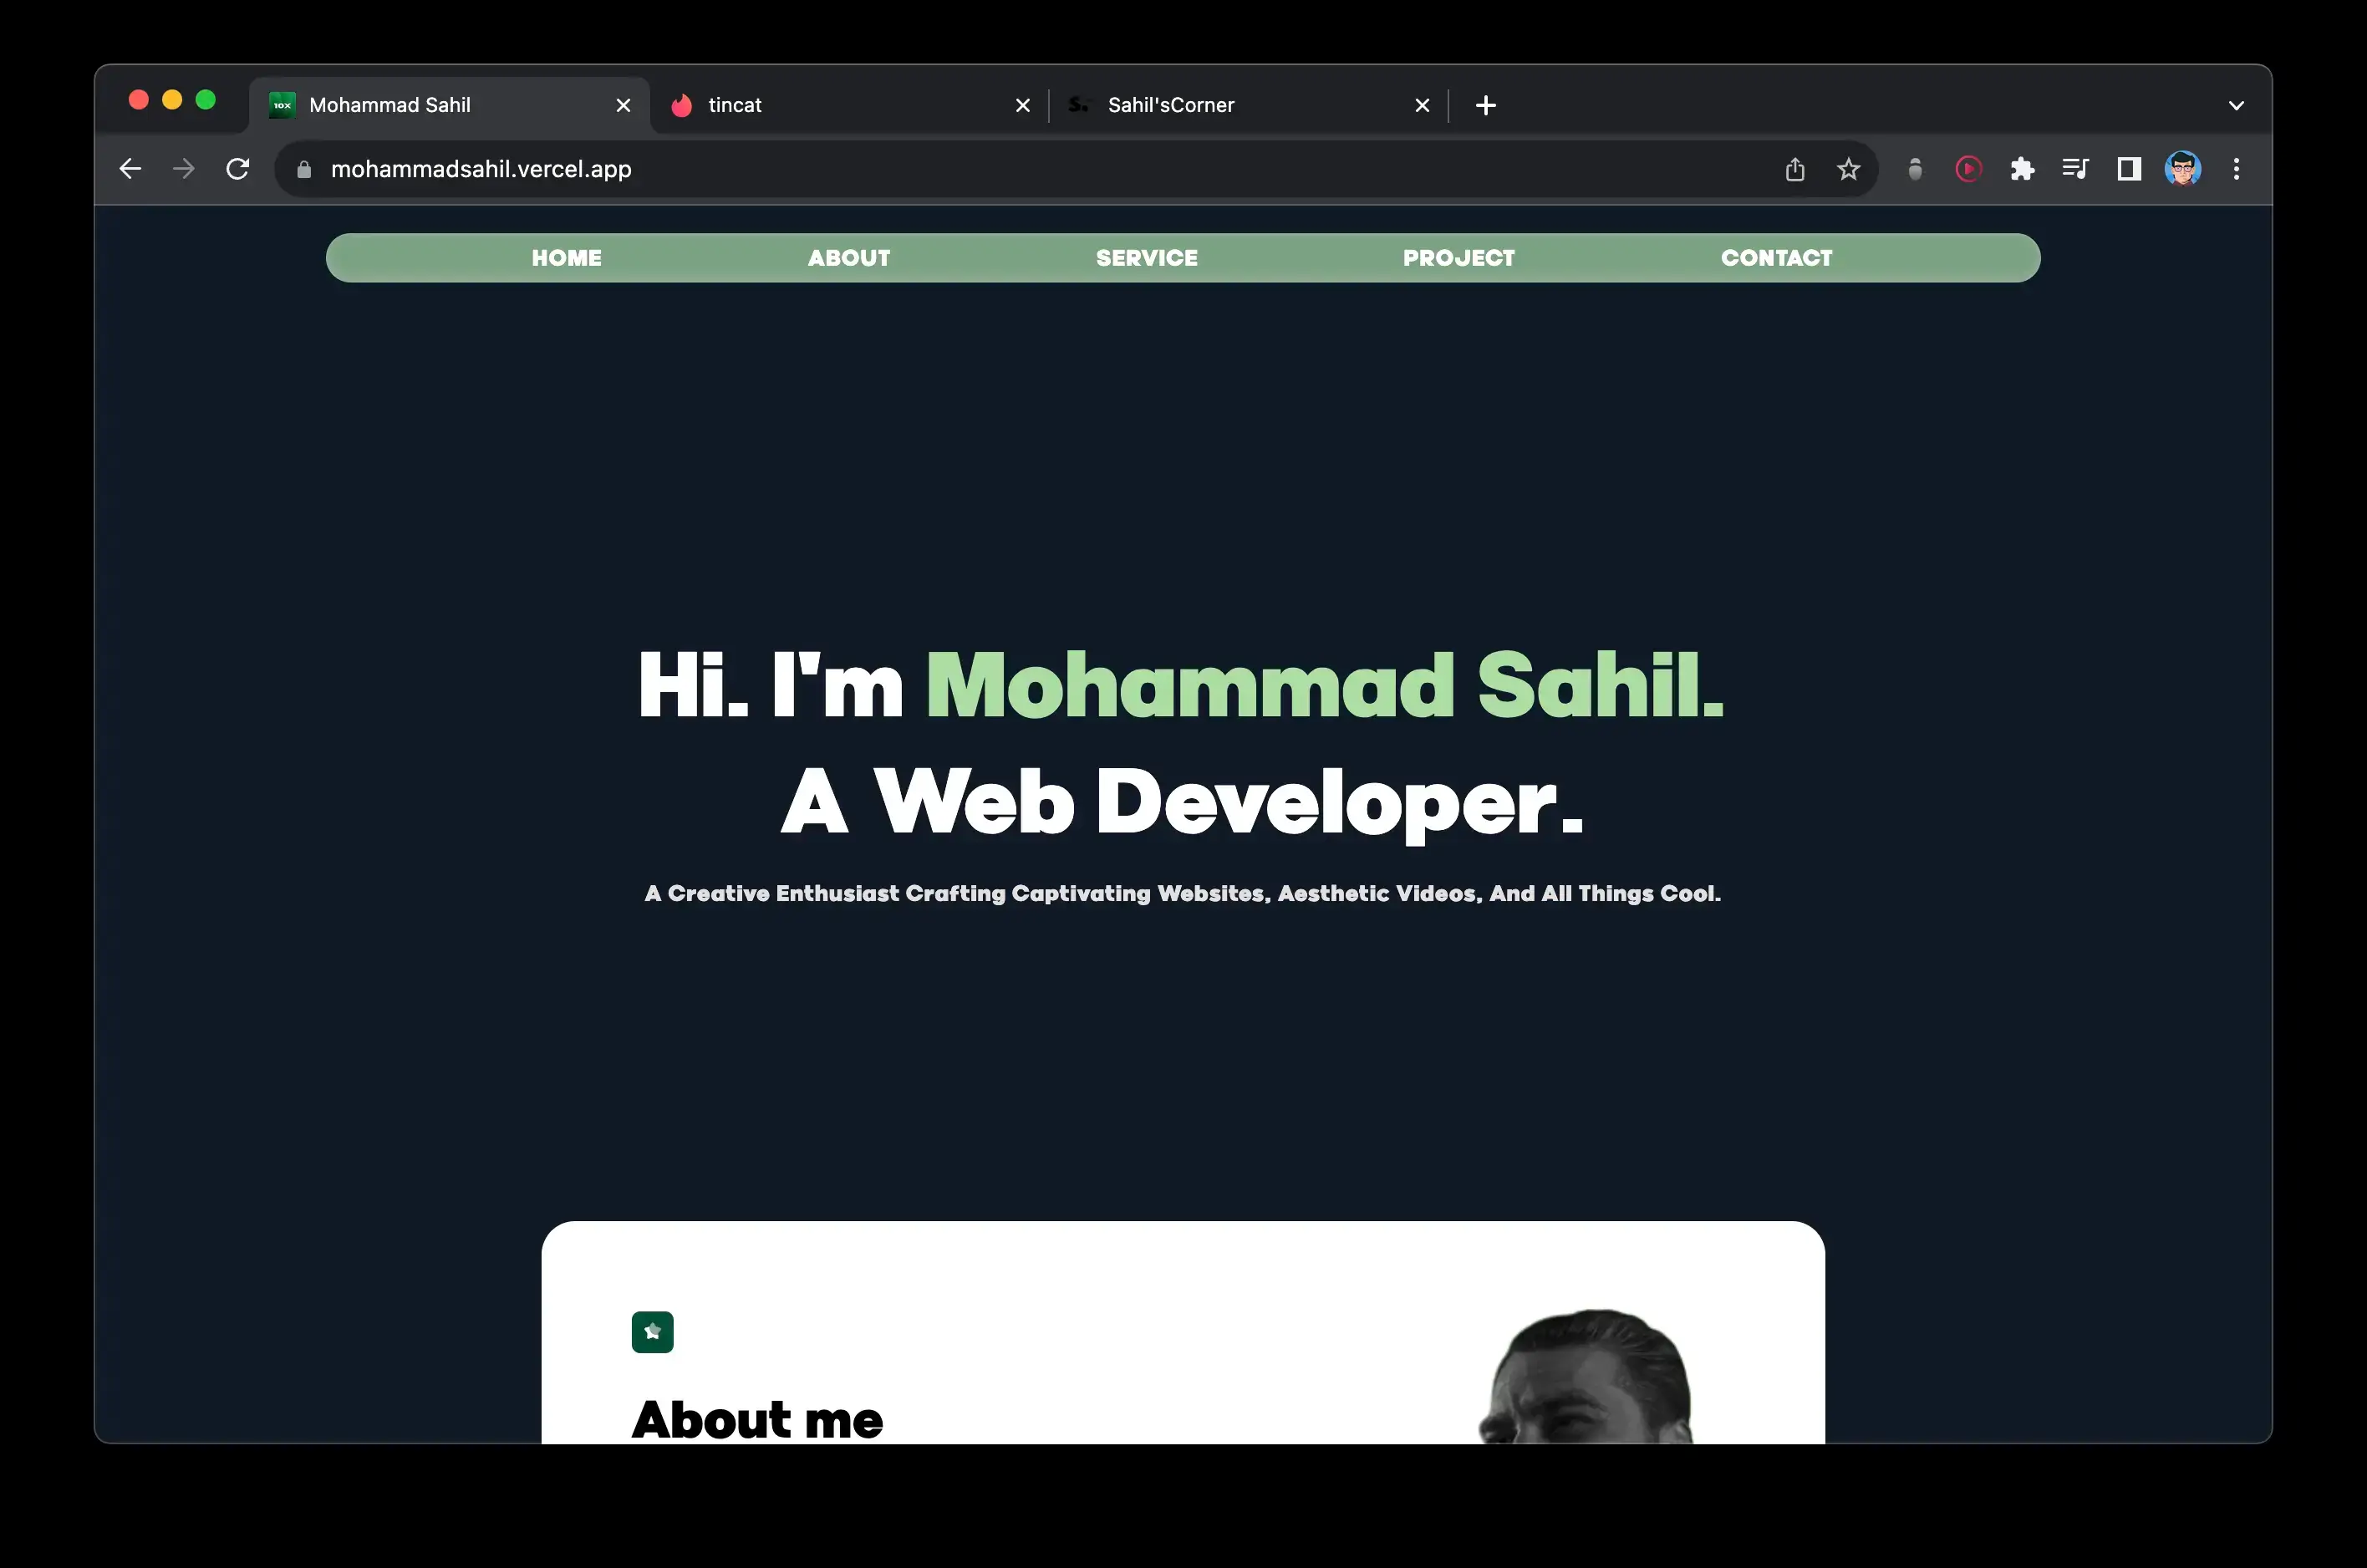 10X Mohammad Sahil
tincat
S. Sahil'sCorner
mohammadsahil.vercel.app
HOME ABOUT SERVICE PROJECT CONTACT
Hi. I'm Mohammad Sahil.
A Web Developer.
A Creative Enthusiast Crafting Captivating Websites, Aesthetic Videos, And All Things Cool.
About me